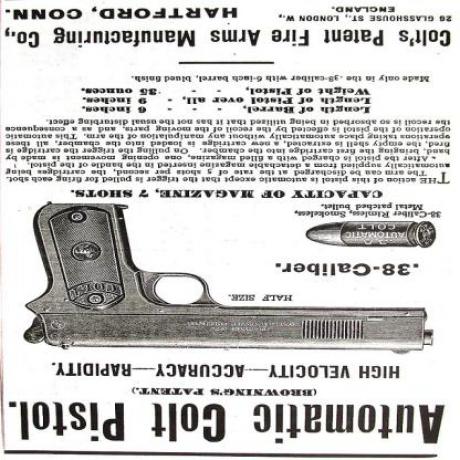 Automatic Colt Pistol.
(BROWNING'S PATENT.)
HIGH VELOCITY—ACCURACY—RAPIDITY.
HALF SIZE.
COLT
.38-Caliber.
AUTOMATIC
COLT
.38-Caliber Rimless, Smokeless,
Metal patched bullet.
CAPACITY OF MAGAZINE, 7 SHOTS.
THE action of this pistol is automatic except that the trigger is pulled for firing each shot.
The arm can be discharged at the rate of 5 shots per second, the cartridges being
automatically supplied from a detachable magazine inserted in the handle of the pistol.
After the pistol is charged with a filled magazine, one opening movement is made by
hand, bringing the first cartridge into the chamber. On pulling the trigger the cartridge is
fired, the empty shell is extracted, a new cartridge is loaded into the chamber, all these
operations taking place automatically without any manipulation of the arm. This automatic
operation of the pistol is effected by the recoil of the moving parts, and as a consequence
the recoil is so absorbed in being utilized that it has not the usual disturbing effect.
Length of Barrel, - - - 6 inches.
Length of Pistol over all, - 9 inches.
Weight of Pistol, - - - 35 ounces.
Made only in the .38-caliber with 6-inch barrel, blued finish.
Colt's Patent Fire Arms Manufacturing Co.,
26 GLASSHOUSE ST., LONDON W.,
ENGLAND.
HARTFORD, CONN.